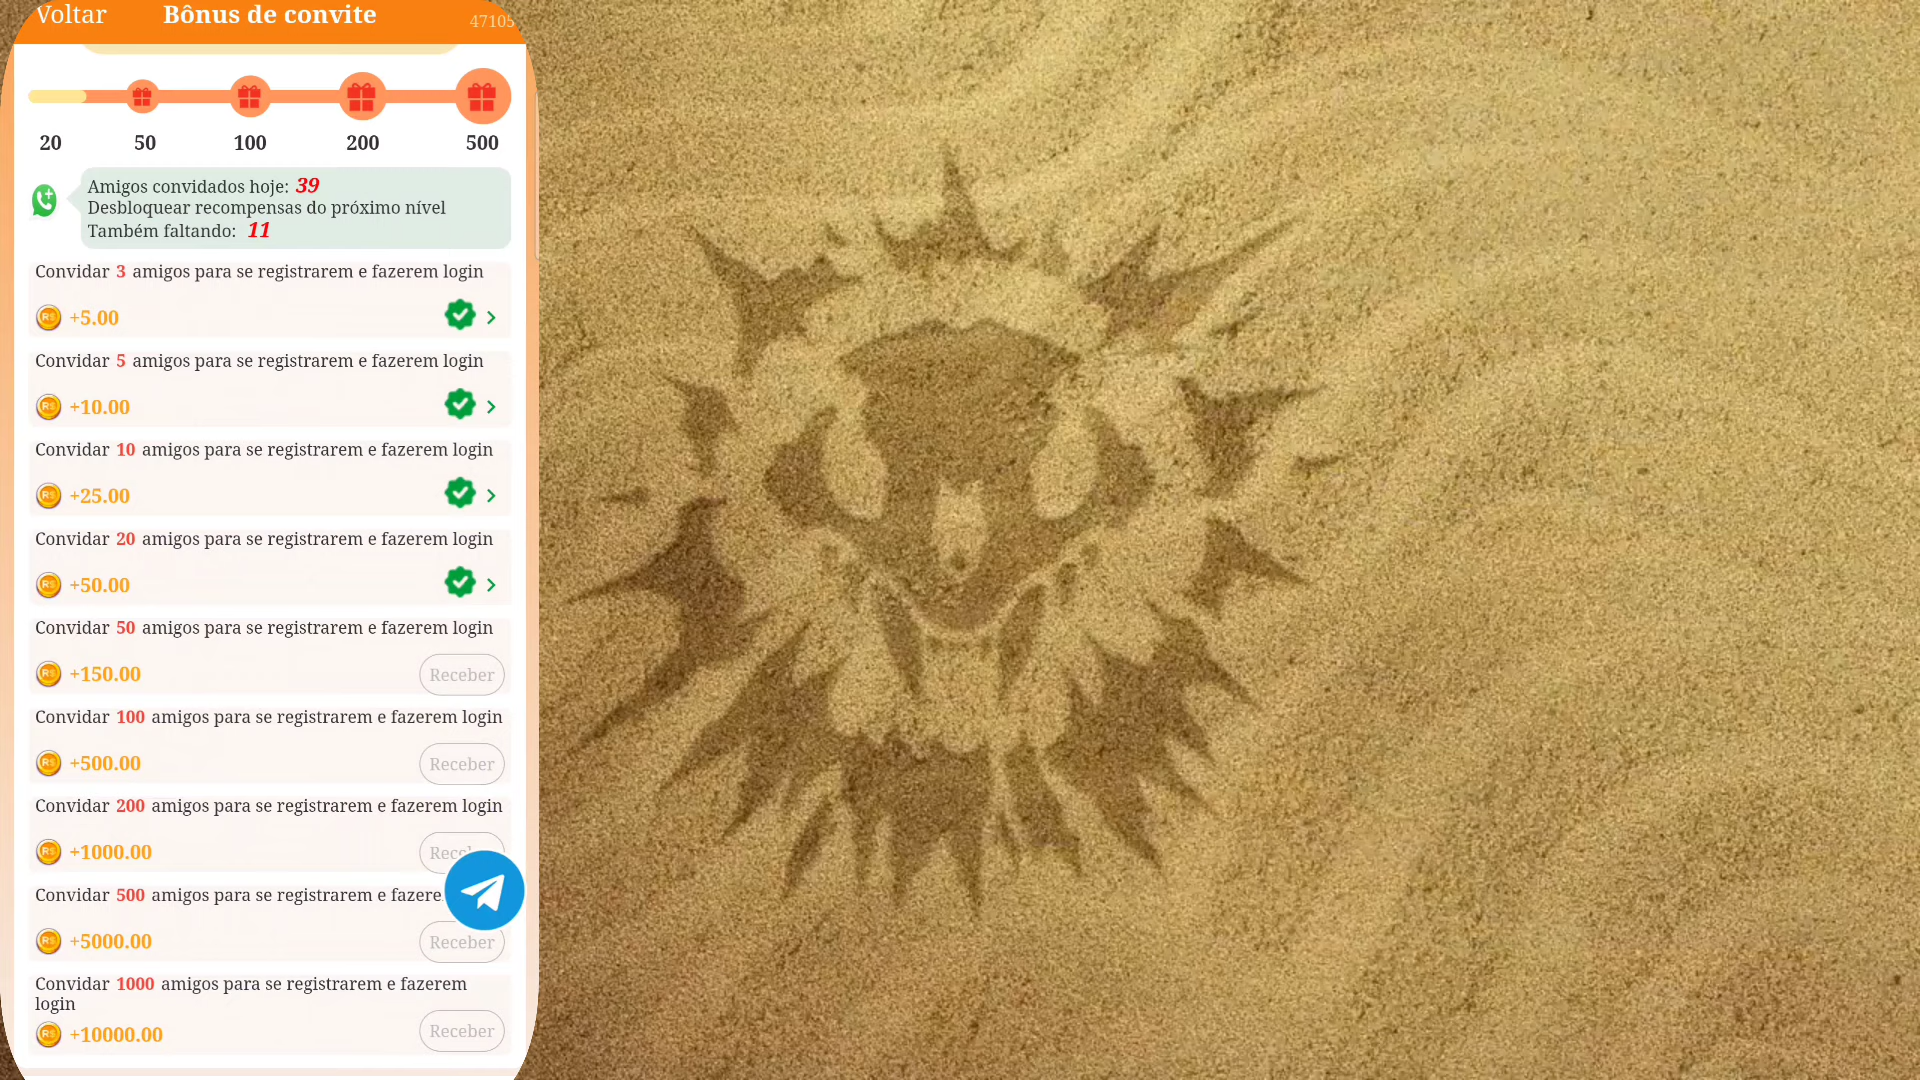 Voltar
Bônus de convite
47105
20 50 100 200 500
Amigos convidados hoje: 39
Desbloquear recompensas do próximo nível
Também faltando: 11
Convidar 3 amigos para se registrarem e fazerem login
+5.00
Convidar 5 amigos para se registrarem e fazerem login
+10.00
Convidar 10 amigos para se registrarem e fazerem login
+25.00
Convidar 20 amigos para se registrarem e fazerem login
+50.00
Convidar 50 amigos para se registrarem e fazerem login
+150.00 Receber
Convidar 100 amigos para se registrarem e fazerem login
+500.00 Receber
Convidar 200 amigos para se registrarem e fazerem login
+1000.00
Convidar 500 amigos para se registrarem e
+5000.00 Receber
Convidar 1000 amigos para se registrarem e fazerem
login
+10000.00 Receber